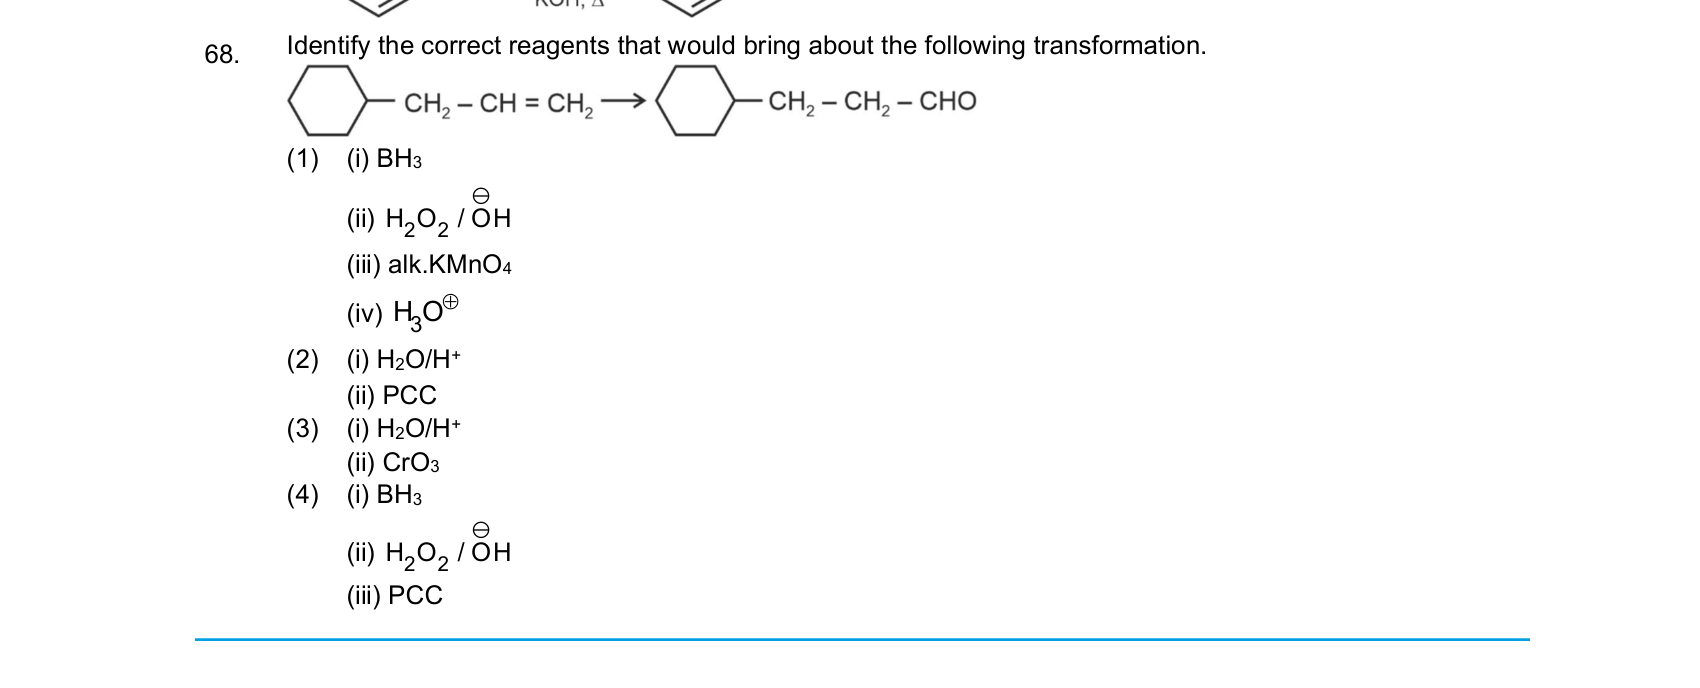 KOH, Δ
68. Identify the correct reagents that would bring about the following transformation.
CH₂ – CH = CH₂ → CH₂ – CH₂ – CHO
(1) (i) BH₃
(ii) H₂O₂ / O⊖H
(iii) alk.KMnO₄
(iv) H₃O⊕
(2) (i) H₂O/H⁺
(ii) PCC
(3) (i) H₂O/H⁺
(ii) CrO₃
(4) (i) BH₃
(ii) H₂O₂ / O⊖H
(iii) PCC